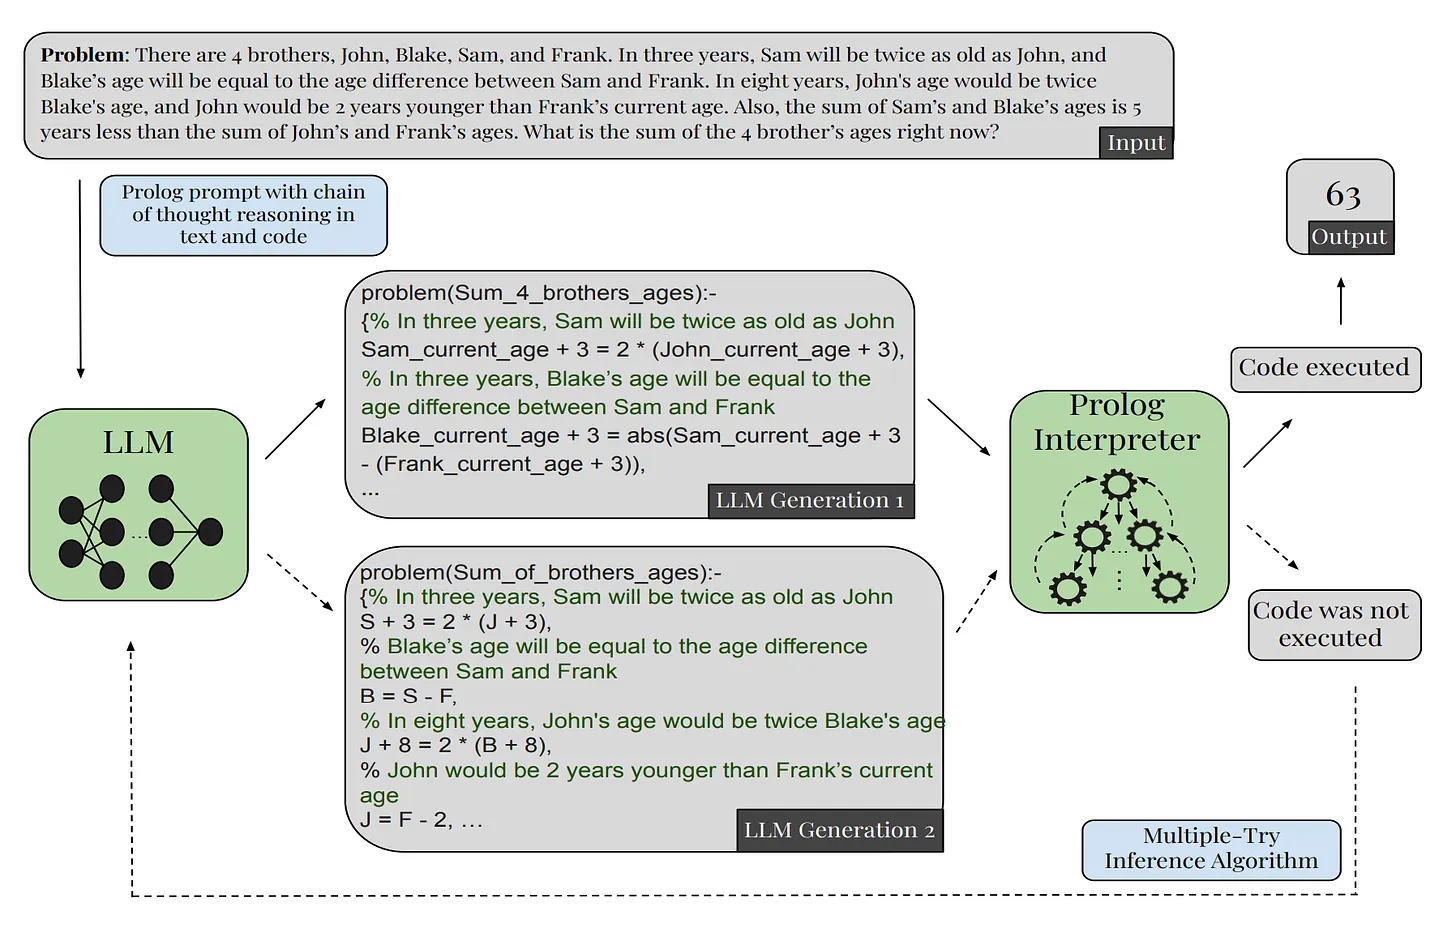 Problem: There are 4 brothers, John, Blake, Sam, and Frank. In three years, Sam will be twice as old as John, and
Blake’s age will be equal to the age difference between Sam and Frank. In eight years, John's age would be twice
Blake's age, and John would be 2 years younger than Frank’s current age. Also, the sum of Sam’s and Blake’s ages is 5
years less than the sum of John’s and Frank’s ages. What is the sum of the 4 brother’s ages right now?
Input
Prolog prompt with chain
of thought reasoning in
text and code
LLM
...
problem(Sum_4_brothers_ages):-
{% In three years, Sam will be twice as old as John
Sam_current_age + 3 = 2 * (John_current_age + 3),
% In three years, Blake’s age will be equal to the
age difference between Sam and Frank
Blake_current_age + 3 = abs(Sam_current_age + 3
- (Frank_current_age + 3)),
...
LLM Generation 1
problem(Sum_of_brothers_ages):-
{% In three years, Sam will be twice as old as John
S + 3 = 2 * (J + 3),
% Blake’s age will be equal to the age difference
between Sam and Frank
B = S - F,
% In eight years, John's age would be twice Blake's age
J + 8 = 2 * (B + 8),
% John would be 2 years younger than Frank’s current
age
J = F - 2, ...
LLM Generation 2
Prolog
Interpreter
...
63
Output
Code executed
Code was not
executed
Multiple-Try
Inference Algorithm